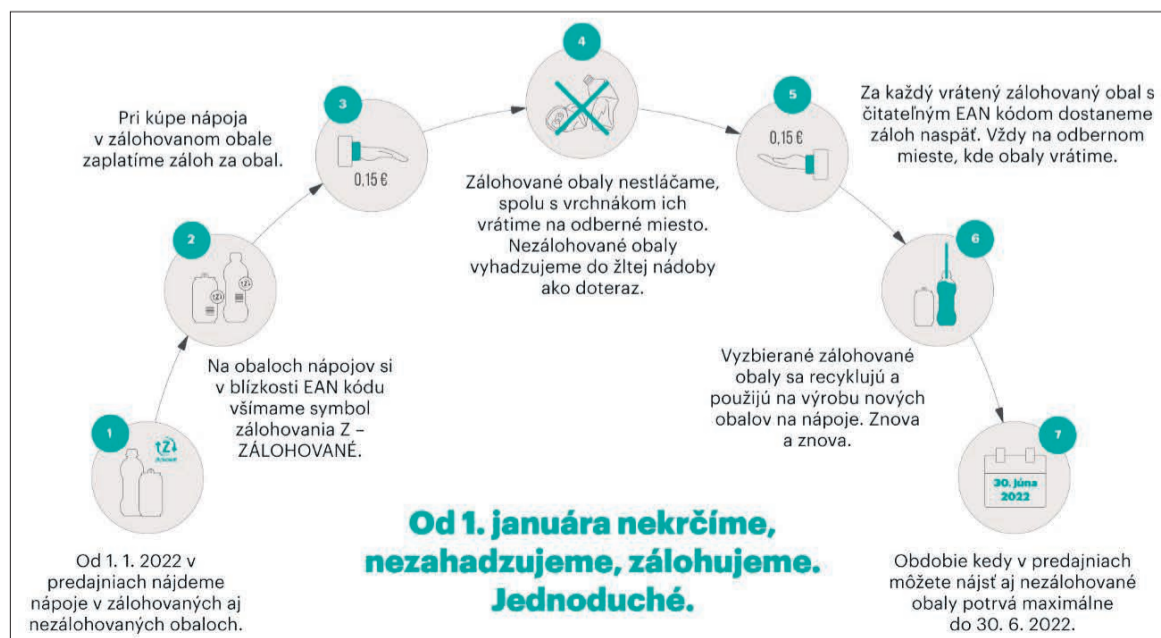 1
Od 1. 1. 2022 v
predajniach nájdeme
nápoje v zálohovaných aj
nezálohovaných obaloch.
2
Na obaloch nápojov si
v blízkosti EAN kódu
všímame symbol
zálohovania Z –
ZÁLOHOVANÉ.
3
Pri kúpe nápoja
v zálohovanom obale
zaplatíme záloh za obal.
0,15 €
4
Zálohované obaly nestláčame,
spolu s vrchnákom ich
vrátime na odberné miesto.
Nezálohované obaly
vyhadzujeme do žltej nádoby
ako doteraz.
5
0,15 €
Za každý vrátený zálohovaný obal s
čitateľným EAN kódom dostaneme
záloh naspäť. Vždy na odbernom
mieste, kde obaly vrátime.
6
Vyzbierané zálohované
obaly sa recyklujú a
použijú na výrobu nových
obalov na nápoje. Znova
a znova.
7
30. júna
2022
Obdobie kedy v predajniach
môžete nájsť aj nezálohované
obaly potrvá maximálne
do 30. 6. 2022.
Od 1. januára nekrčíme,
nezahadzujeme, zálohujeme.
Jednoduché.